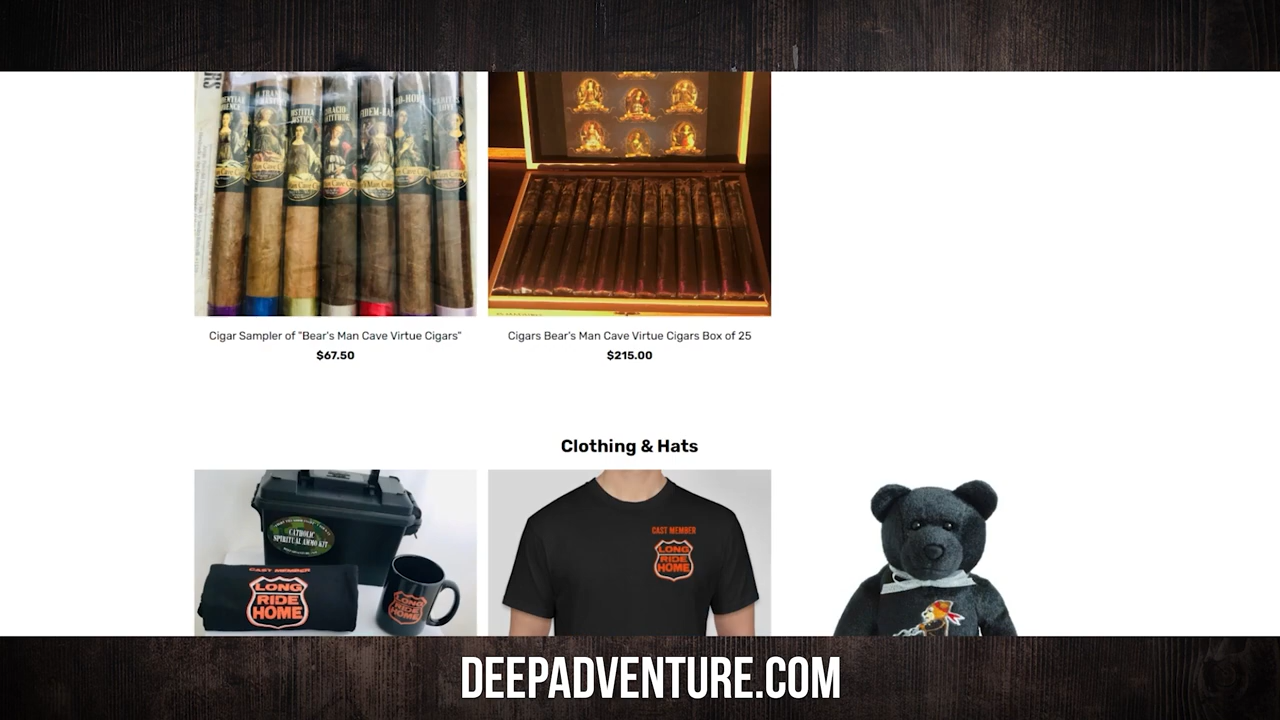 Cigar Sampler of "Bear's Man Cave Virtue Cigars"
$67.50
Cigars Bear's Man Cave Virtue Cigars Box of 25
$215.00
Clothing & Hats
CATHOLIC
SPIRITUAL AMMO KIT
CAST MEMBER
LONG
RIDE
HOME
LONG
RIDE
HOME
CAST MEMBER
LONG
RIDE
HOME
DEEPADVENTURE.COM